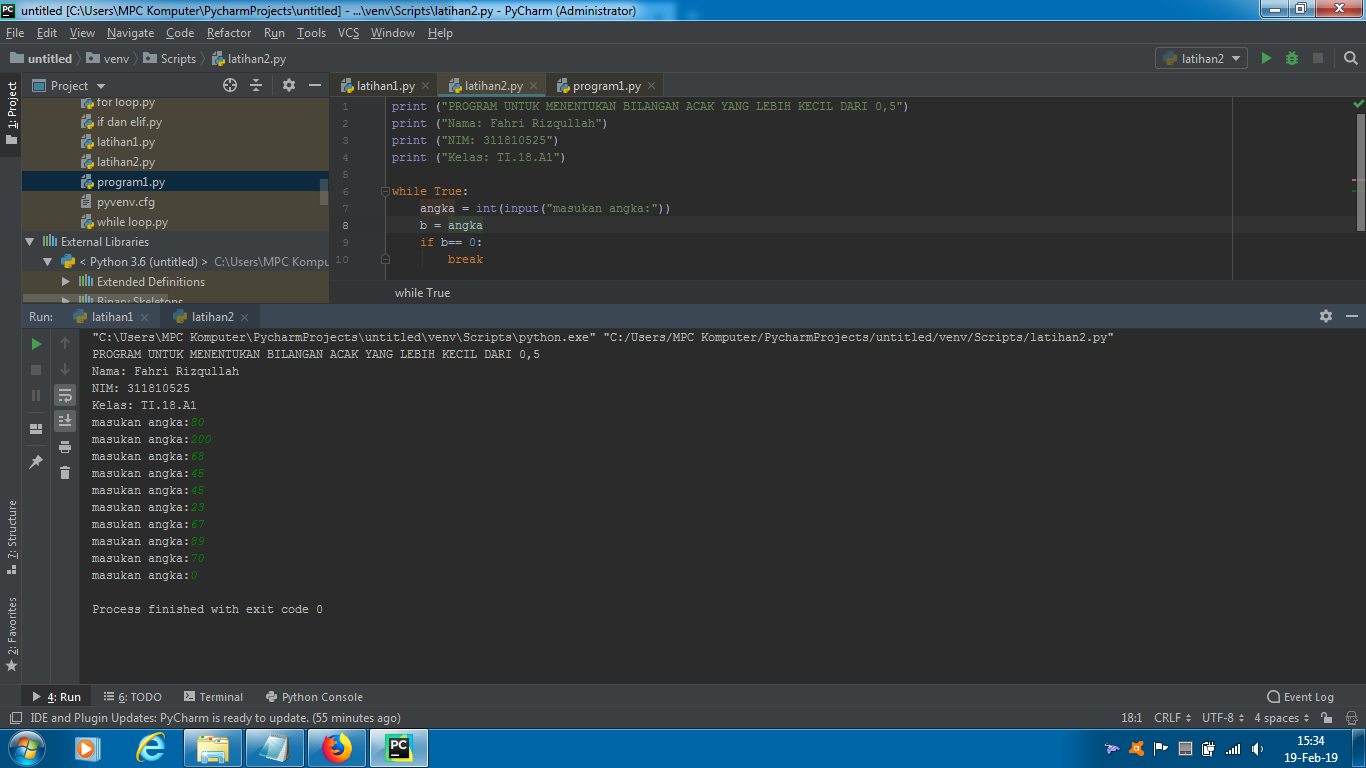 untitled [C:\Users\MPC Komputer\PycharmProjects\untitled] - ...\venv\Scripts\latihan2.py - PyCharm (Administrator)
File Edit View Navigate Code Refactor Run Tools VCS Window Help
untitled venv Scripts latihan2.py
latihan2
1: Project
Project
latihan1.py latihan2.py program1.py
for loop.py
if dan elif.py
latihan1.py
latihan2.py
program1.py
pyvenv.cfg
while loop.py
External Libraries
< Python 3.6 (untitled) > C:\Users\MPC Kompu
Extended Definitions
Binary Skeletons
1 print ("PROGRAM UNTUK MENENTUKAN BILANGAN ACAK YANG LEBIH KECIL DARI 0,5")
2 print ("Nama: Fahri Rizqullah")
3 print ("NIM: 311810525")
4 print ("Kelas: TI.18.A1")
5
6 while True:
7 angka = int(input("masukan angka:"))
8 b = angka
9 if b== 0:
10 break
while True
Run: latihan1 latihan2
"C:\Users\MPC Komputer\PycharmProjects\untitled\venv\Scripts\python.exe" "C:/Users/MPC Komputer/PycharmProjects/untitled/venv/Scripts/latihan2.py"
PROGRAM UNTUK MENENTUKAN BILANGAN ACAK YANG LEBIH KECIL DARI 0,5
Nama: Fahri Rizqullah
NIM: 311810525
Kelas: TI.18.A1
masukan angka:80
masukan angka:200
masukan angka:68
masukan angka:45
masukan angka:45
masukan angka:23
masukan angka:67
masukan angka:89
masukan angka:70
masukan angka:0
Process finished with exit code 0
7: Structure
2: Favorites
4: Run 6: TODO Terminal Python Console Event Log
IDE and Plugin Updates: PyCharm is ready to update. (55 minutes ago) 18:1 CRLF UTF-8 4 spaces
15:34
19-Feb-19